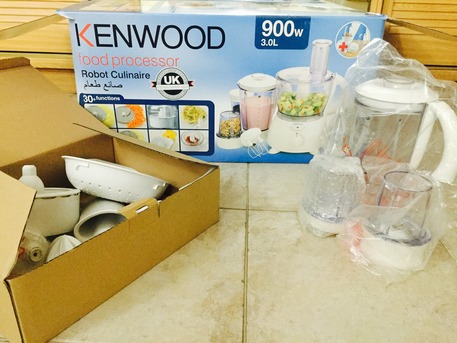 KENWOOD
900w
3.0L
food processor
Robot Culinaire
صانع طعام
UK
30+functions